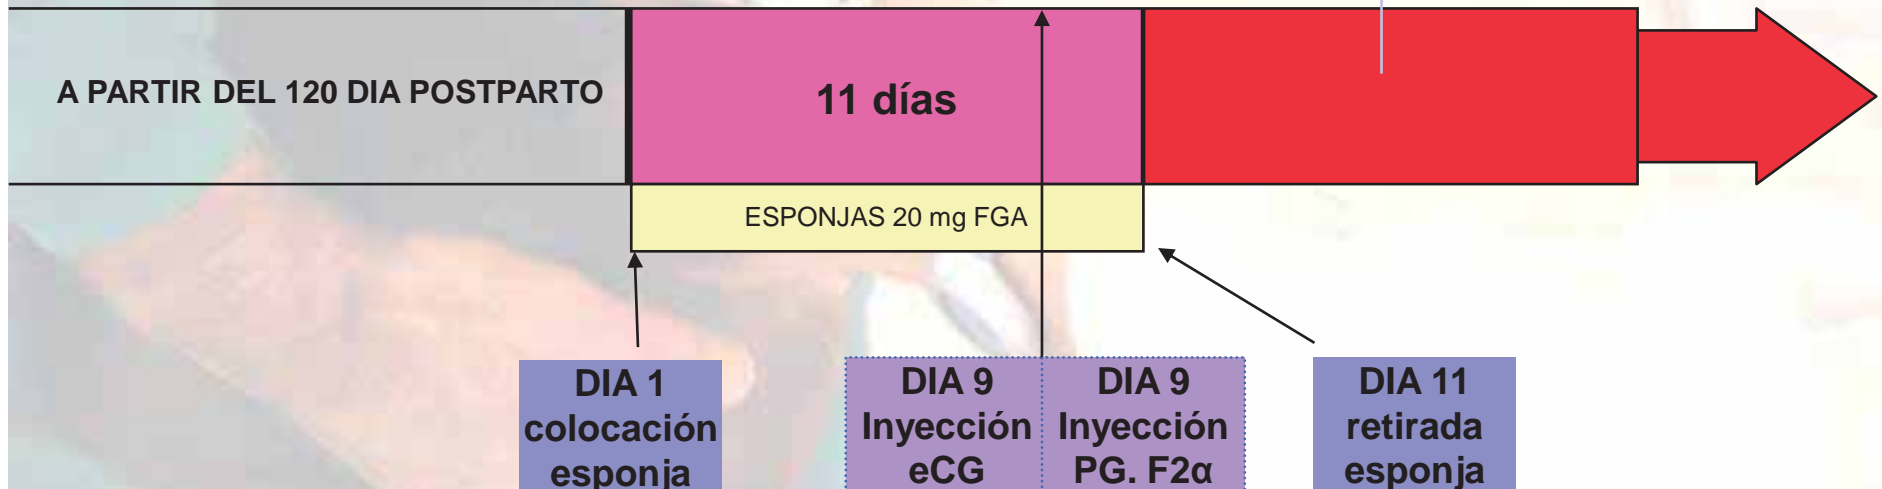 A PARTIR DEL 120 DIA POSTPARTO
11 días
ESPONJAS 20 mg FGA
DIA 1
colocación
esponja
DIA 9
Inyección
eCG
DIA 9
Inyección
PG. F2α
DIA 11
retirada
esponja